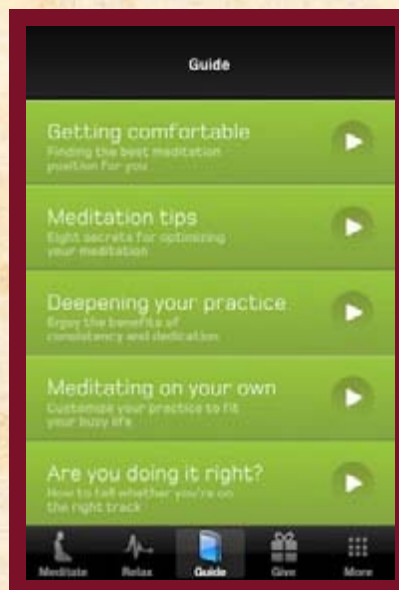 Guide
Getting comfortable
Finding the best meditation
position for you
Meditation tips
Eight secrets for optimizing
your meditation
Deepening your practice
Enjoy the benefits of
consistency and dedication
Meditating on your own
Customize your practice to fit
your busy life
Are you doing it right?
How to tell whether you're on
the right track
Meditate Relax Guide Give More